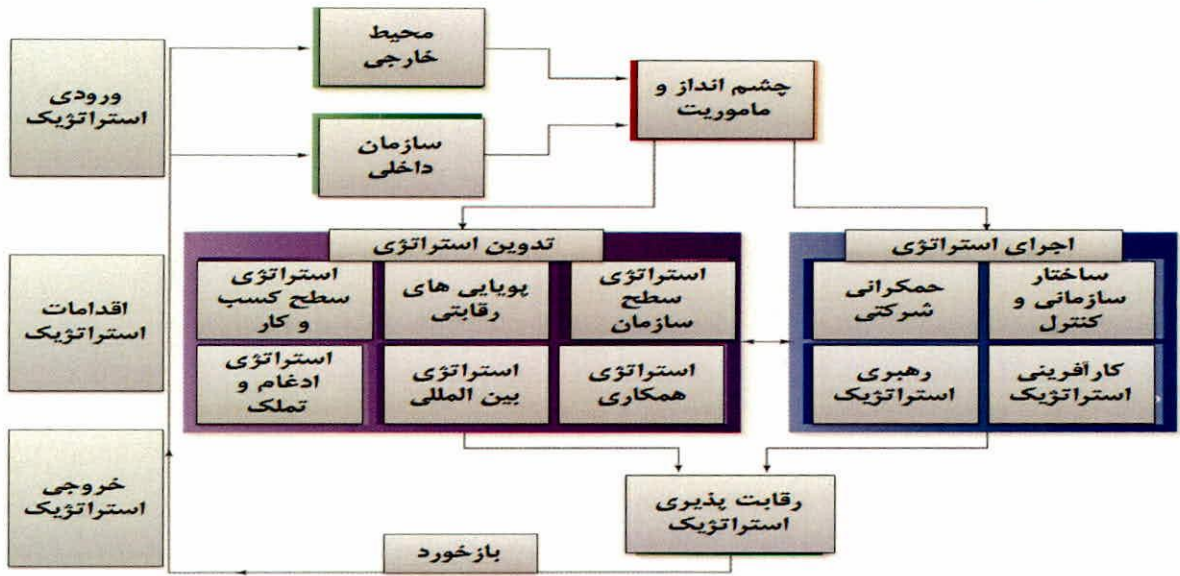 محیط
خارجی
ورودی
استراتژیک
چشم انداز و
ماموریت
سازمان
داخلی
تدوین استراتژی
اجرای استراتژی
اقدامات
استراتژیک
استراتژی
سطح کسب
و کار
پویایی های
رقابتی
استراتژی
سطح
سازمان
حمکرانی
شرکتی
ساختار
سازمانی و
کنترل
استراتژی
ادغام و
تملک
استراتژی
بین المللی
استراتژی
همکاری
رهبری
استراتژیک
کارآفرینی
استراتژیک
خروجی
استراتژیک
رقابت پذیری
استراتژیک
بازخورد